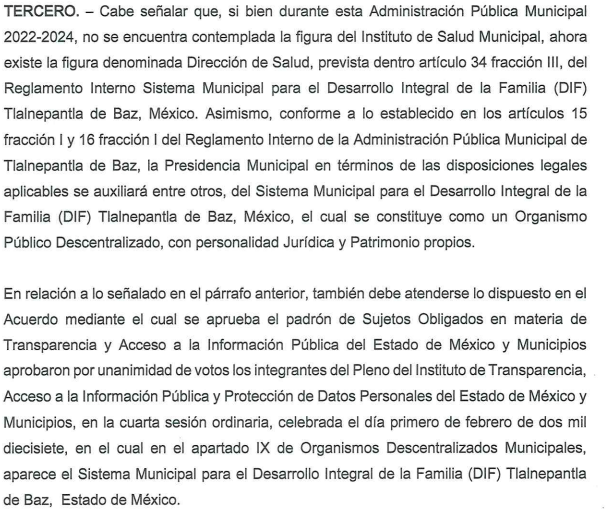 TERCERO. – Cabe señalar que, si bien durante esta Administración Pública Municipal
2022-2024, no se encuentra contemplada la figura del Instituto de Salud Municipal, ahora
existe la figura denominada Dirección de Salud, prevista dentro artículo 34 fracción III, del
Reglamento Interno Sistema Municipal para el Desarrollo Integral de la Familia (DIF)
Tlalnepantla de Baz, México. Asimismo, conforme a lo establecido en los artículos 15
fracción I y 16 fracción I del Reglamento Interno de la Administración Pública Municipal de
Tlalnepantla de Baz, la Presidencia Municipal en términos de las disposiciones legales
aplicables se auxiliará entre otros, del Sistema Municipal para el Desarrollo Integral de la
Familia (DIF) Tlalnepantla de Baz, México, el cual se constituye como un Organismo
Público Descentralizado, con personalidad Jurídica y Patrimonio propios.
En relación a lo señalado en el párrafo anterior, también debe atenderse lo dispuesto en el
Acuerdo mediante el cual se aprueba el padrón de Sujetos Obligados en materia de
Transparencia y Acceso a la Información Pública del Estado de México y Municipios
aprobaron por unanimidad de votos los integrantes del Pleno del Instituto de Transparencia,
Acceso a la Información Pública y Protección de Datos Personales del Estado de México y
Municipios, en la cuarta sesión ordinaria, celebrada el día primero de febrero de dos mil
diecisiete, en el cual en el apartado IX de Organismos Descentralizados Municipales,
aparece el Sistema Municipal para el Desarrollo Integral de la Familia (DIF) Tlalnepantla
de Baz, Estado de México.